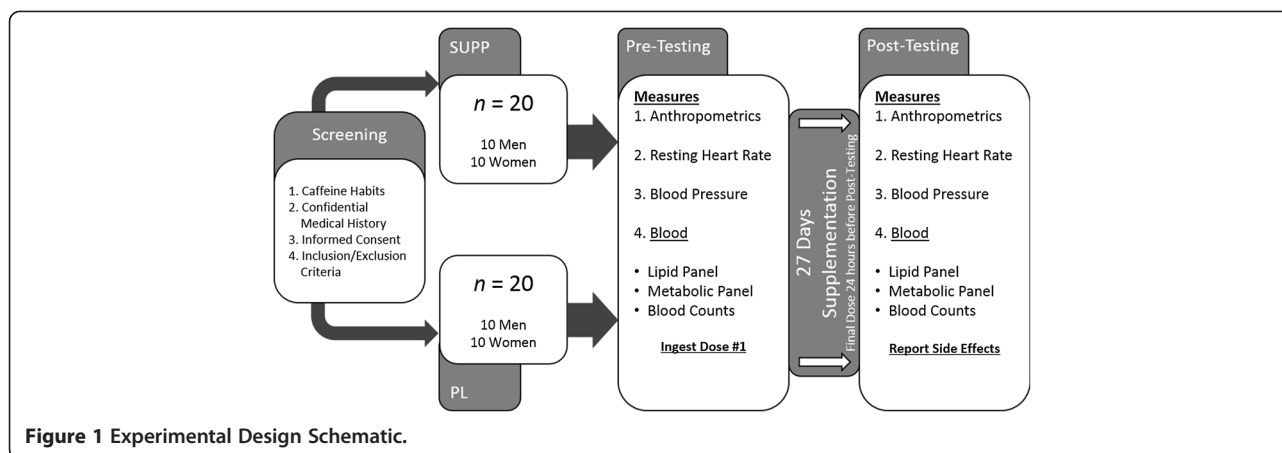 Screening
1. Caffeine Habits
2. Confidential
Medical History
3. Informed Consent
4. Inclusion/Exclusion
Criteria
SUPP
n = 20
10 Men
10 Women
n = 20
10 Men
10 Women
PL
Pre-Testing
Measures
1. Anthropometrics
2. Resting Heart Rate
3. Blood Pressure
4. Blood
• Lipid Panel
• Metabolic Panel
• Blood Counts
Ingest Dose #1
27 Days
Supplementation
Final Dose 24 hours before Post-Testing
Post-Testing
Measures
1. Anthropometrics
2. Resting Heart Rate
3. Blood Pressure
4. Blood
• Lipid Panel
• Metabolic Panel
• Blood Counts
Report Side Effects
Figure 1 Experimental Design Schematic.